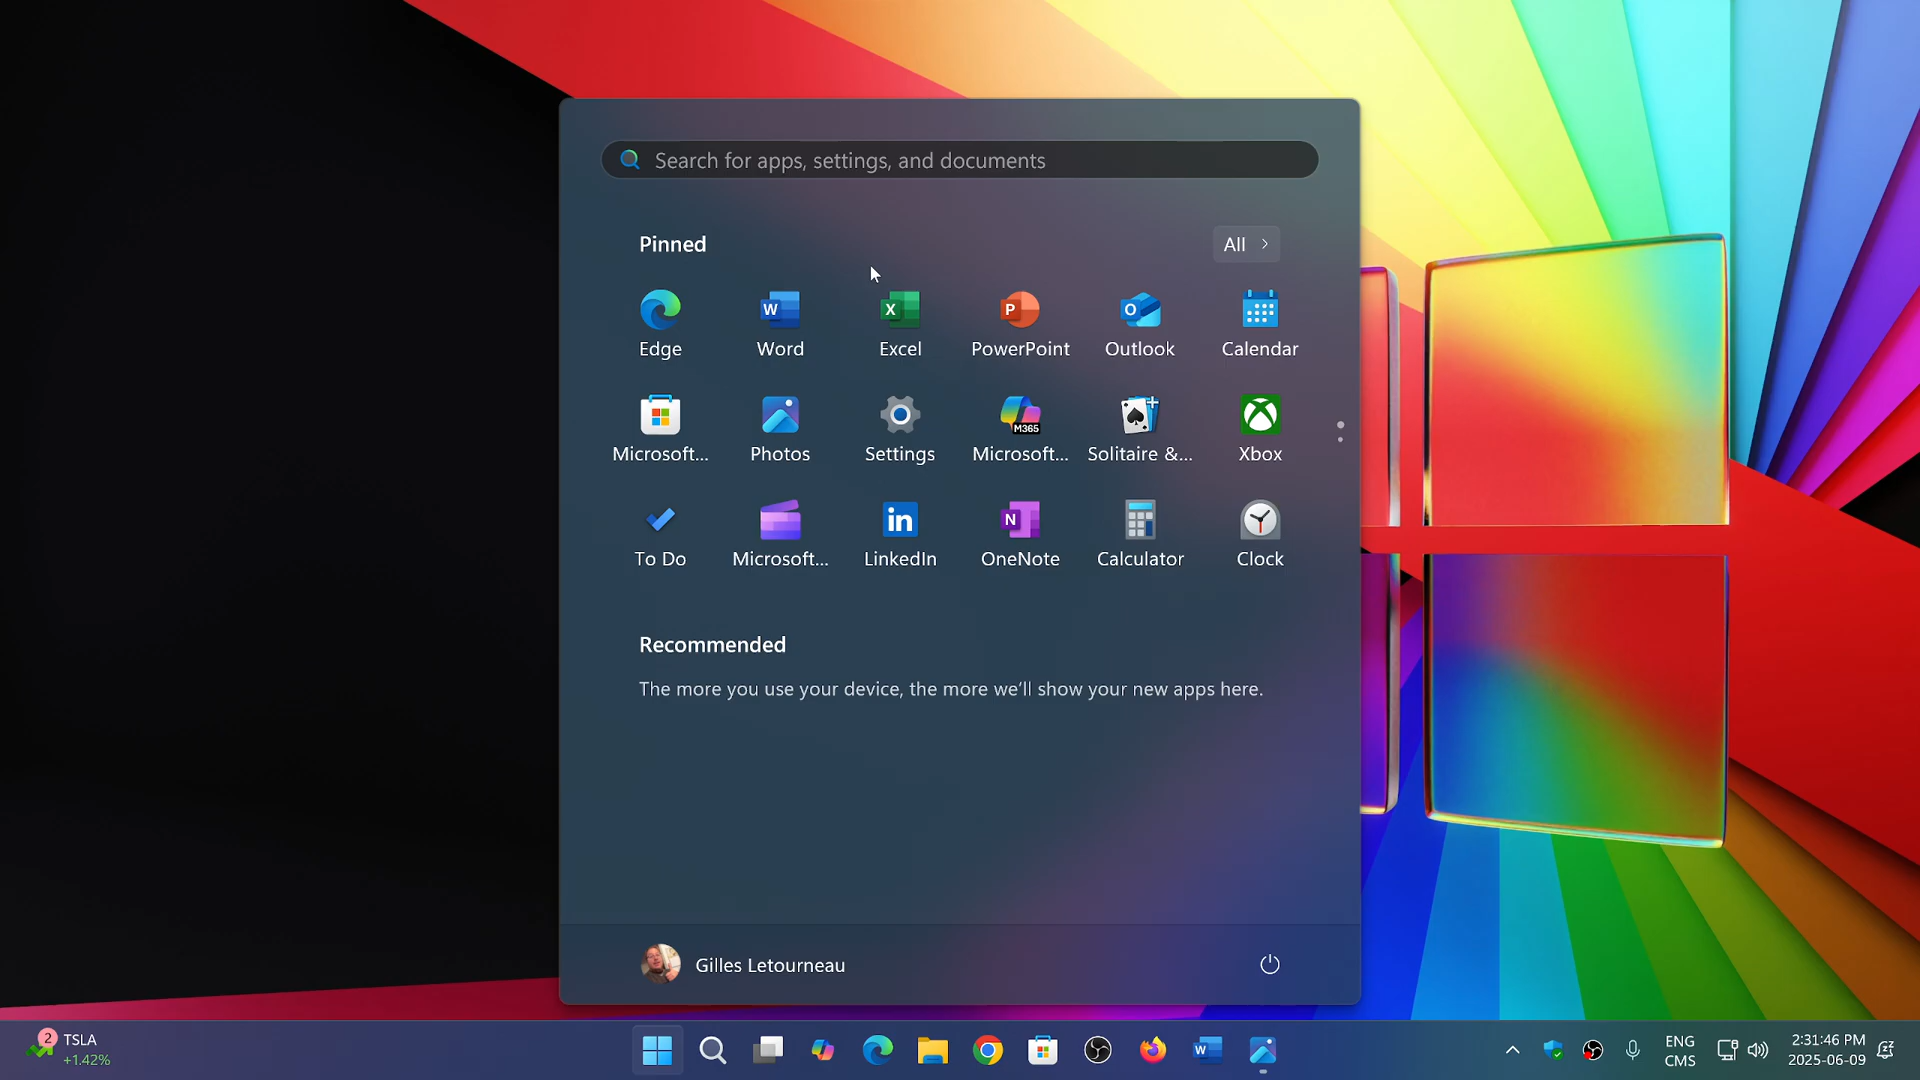 Search for apps, settings, and documents
Pinned
All
Edge Word Excel PowerPoint Outlook Calendar
Microsoft... Photos Settings Microsoft... Solitaire &... Xbox
M365
To Do Microsoft... LinkedIn OneNote Calculator Clock
Recommended
The more you use your device, the more we'll show your new apps here.
Gilles Letourneau
2 TSLA
+1.42%
ENG
CMS
2:31:46 PM
2025-06-09